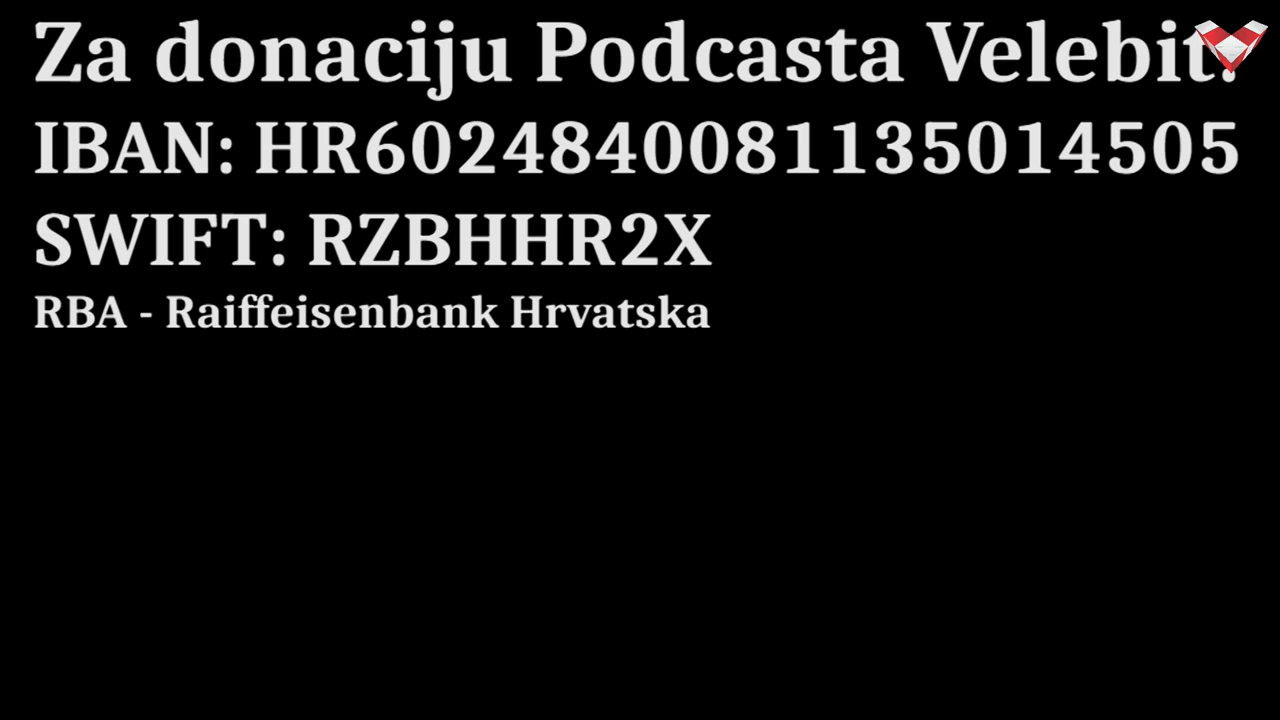 Za donaciju Podcasta Velebit:
IBAN: HR6024840081135014505
SWIFT: RZBHHR2X
RBA - Raiffeisenbank Hrvatska